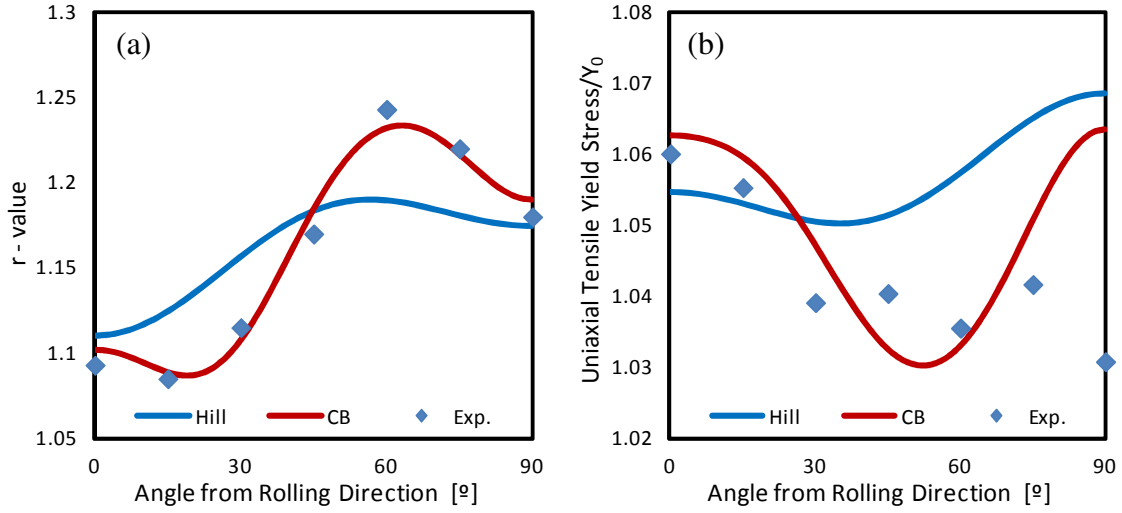 (a)
r - value
1.3
1.25
1.2
1.15
1.1
1.05
Hill CB Exp.
0 30 60 90
Angle from Rolling Direction [º]
(b)
Uniaxial Tensile Yield Stress/Y0
1.08
1.07
1.06
1.05
1.04
1.03
1.02
Hill CB Exp.
0 30 60 90
Angle from Rolling Direction [º]